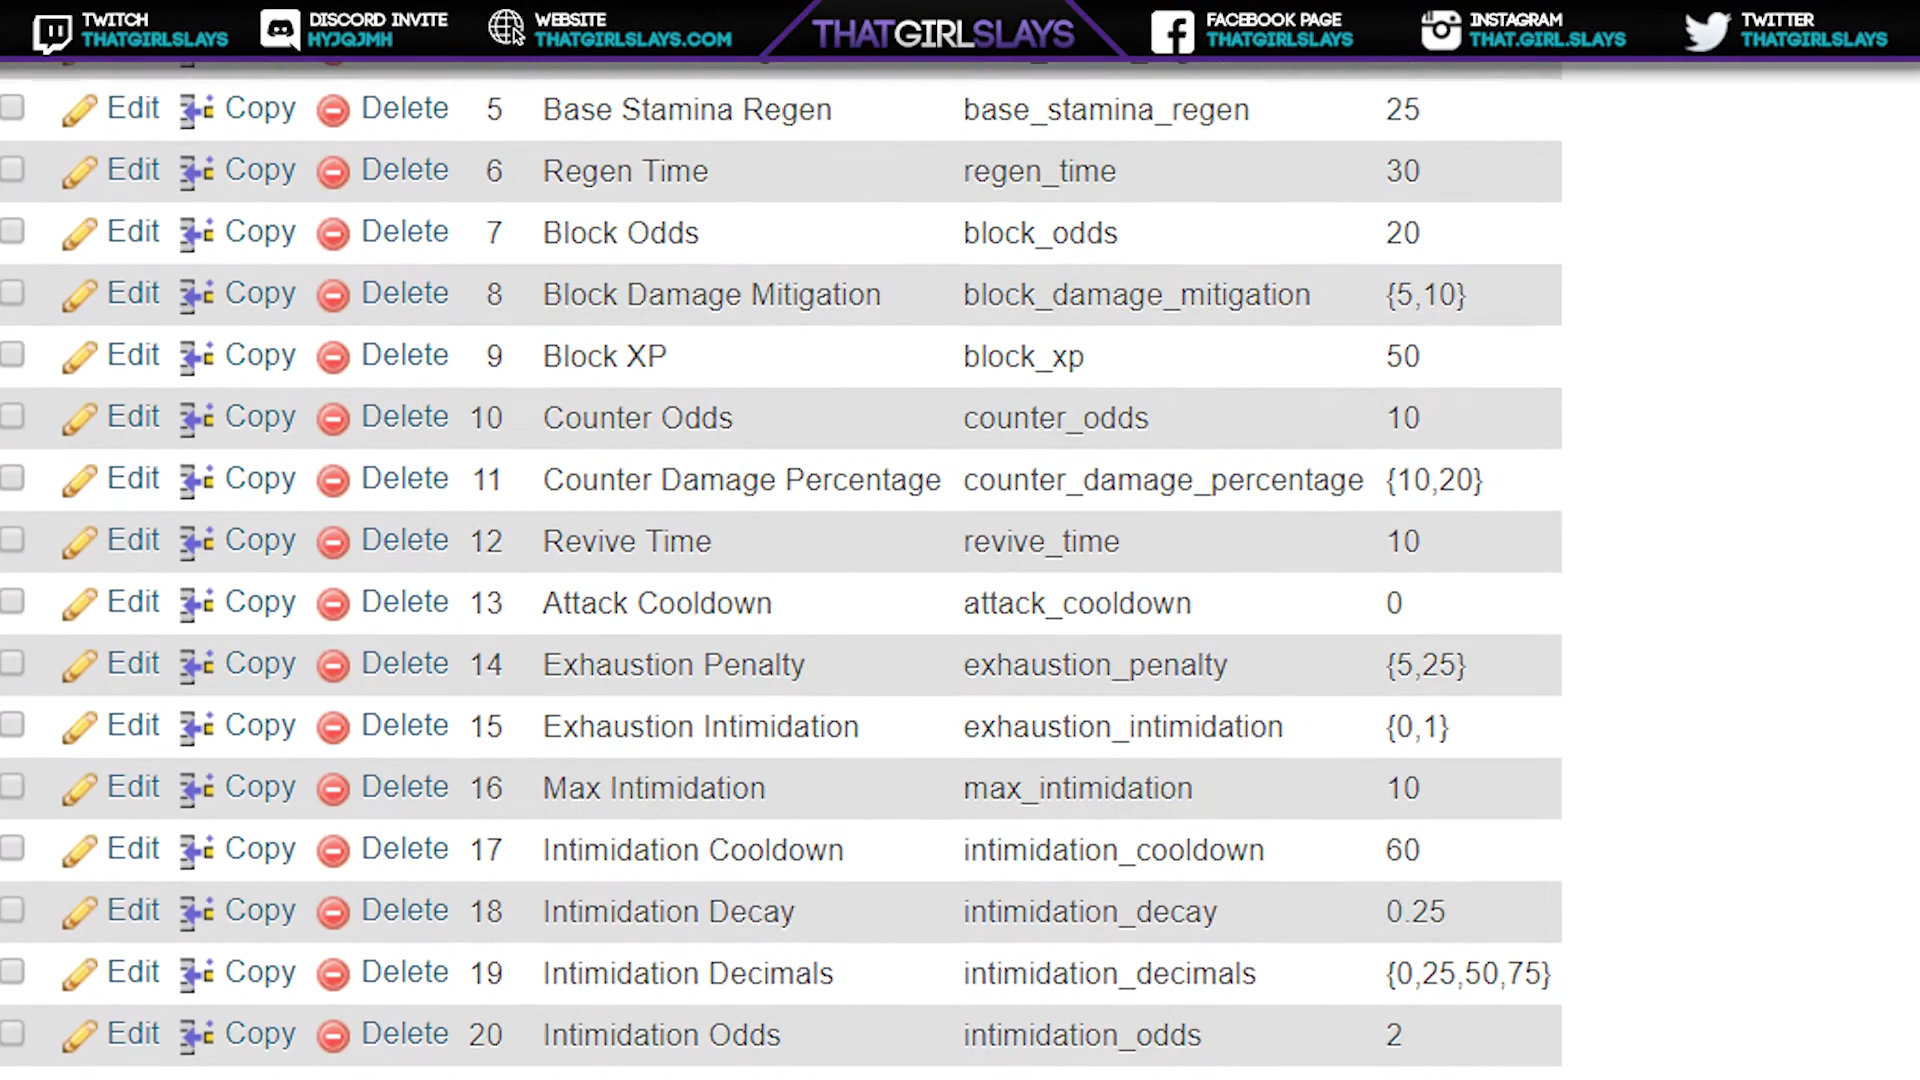 TWITCH
THATGIRLSLAYS
DISCORD INVITE
HYJQJMH
WEBSITE
THATGIRLSLAYS.COM
THATGIRLSLAYS
FACEBOOK PAGE
THATGIRLSLAYS
INSTAGRAM
THAT.GIRL.SLAYS
TWITTER
THATGIRLSLAYS
Edit Copy Delete 5 Base Stamina Regen base_stamina_regen 25
Edit Copy Delete 6 Regen Time regen_time 30
Edit Copy Delete 7 Block Odds block_odds 20
Edit Copy Delete 8 Block Damage Mitigation block_damage_mitigation {5,10}
Edit Copy Delete 9 Block XP block_xp 50
Edit Copy Delete 10 Counter Odds counter_odds 10
Edit Copy Delete 11 Counter Damage Percentage counter_damage_percentage {10,20}
Edit Copy Delete 12 Revive Time revive_time 10
Edit Copy Delete 13 Attack Cooldown attack_cooldown 0
Edit Copy Delete 14 Exhaustion Penalty exhaustion_penalty {5,25}
Edit Copy Delete 15 Exhaustion Intimidation exhaustion_intimidation {0,1}
Edit Copy Delete 16 Max Intimidation max_intimidation 10
Edit Copy Delete 17 Intimidation Cooldown intimidation_cooldown 60
Edit Copy Delete 18 Intimidation Decay intimidation_decay 0.25
Edit Copy Delete 19 Intimidation Decimals intimidation_decimals {0,25,50,75}
Edit Copy Delete 20 Intimidation Odds intimidation_odds 2